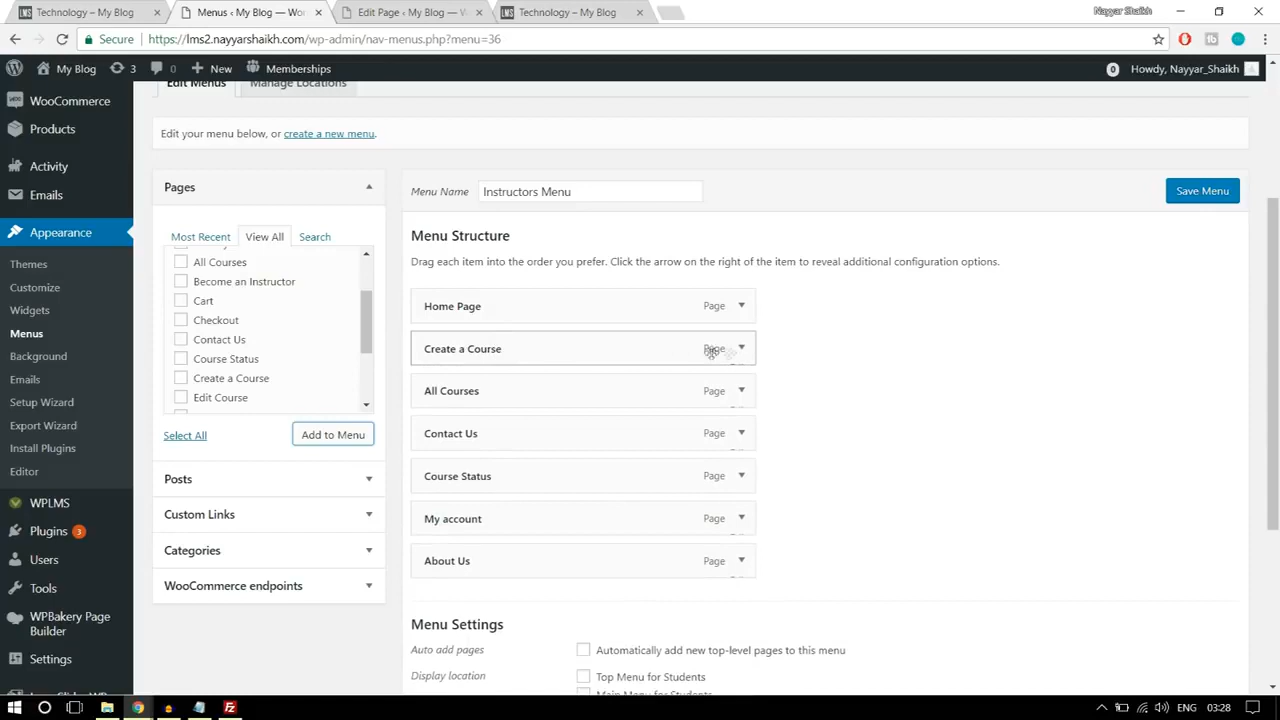 Technology – My Blog
Menus ‹ My Blog — Wo
Edit Page ‹ My Blog — W
Technology – My Blog
Nayyar Shaikh
Secure
https://lms2.nayyarshaikh.com/wp-admin/nav-menus.php?menu=36
My Blog
3
New
Memberships
0
Howdy, Nayyar_Shaikh
WooCommerce
Products
Activity
Emails
Appearance
Themes
Customize
Widgets
Menus
Background
Emails
Setup Wizard
Export Wizard
Install Plugins
Editor
WPLMS
Plugins 3
Users
Tools
WPBakery Page
Builder
Settings
Edit Menus
Manage Locations
Edit your menu below, or create a new menu.
Pages
Most Recent
View All
Search
All Courses
Become an Instructor
Cart
Checkout
Contact Us
Course Status
Create a Course
Edit Course
Select All
Add to Menu
Posts
Custom Links
Categories
WooCommerce endpoints
Menu Name
Instructors Menu
Save Menu
Menu Structure
Drag each item into the order you prefer. Click the arrow on the right of the item to reveal additional configuration options.
Home Page Page
Create a Course Page
All Courses Page
Contact Us Page
Course Status Page
My account Page
About Us Page
Menu Settings
Auto add pages
Automatically add new top-level pages to this menu
Display location
Top Menu for Students
Main Menu for Students
ENG
03:28